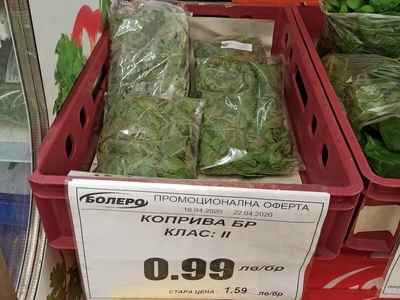 БОЛЕРО ПРОМОЦИОНАЛНА ОФЕРТА
16.04.2020 - 22.04.2020
КОПРИВА БР
КЛАС: II
0.99 лв/бр
СТАРА ЦЕНА : 1.59 лв/бр